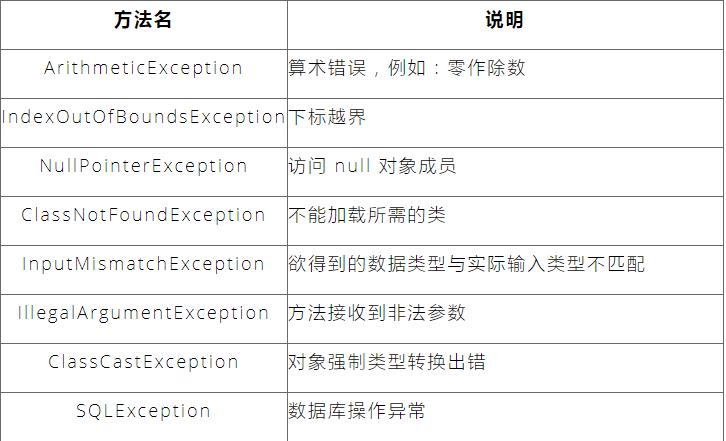 方法名 说明
ArithmeticException 算术错误，例如：零作除数
IndexOutOfBoundsException 下标越界
NullPointerException 访问 null 对象成员
ClassNotFoundException 不能加载所需的类
InputMismatchException 欲得到的数据类型与实际输入类型不匹配
IllegalArgumentException 方法接收到非法参数
ClassCastException 对象强制类型转换出错
SQLException 数据库操作异常